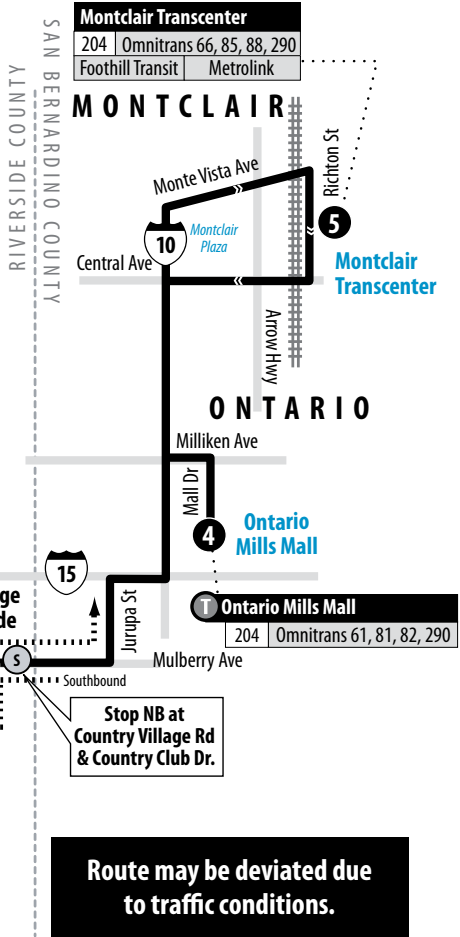 Montclair Transcenter
204 Omnitrans 66, 85, 88, 290
Foothill Transit Metrolink
SAN BERNARDINO COUNTY
RIVERSIDE COUNTY
MONTCLAIR
Monte Vista Ave
Richton St
10
Montclair
Plaza
5
Central Ave
Montclair
Transcenter
Arrow Hwy
ONTARIO
Milliken Ave
Mall Dr
4
Ontario
Mills Mall
15
ge
de
Jurupa St
T Ontario Mills Mall
204 Omnitrans 61, 81, 82, 290
S
Mulberry Ave
Southbound
Stop NB at
Country Village Rd
& Country Club Dr.
Route may be deviated due
to traffic conditions.